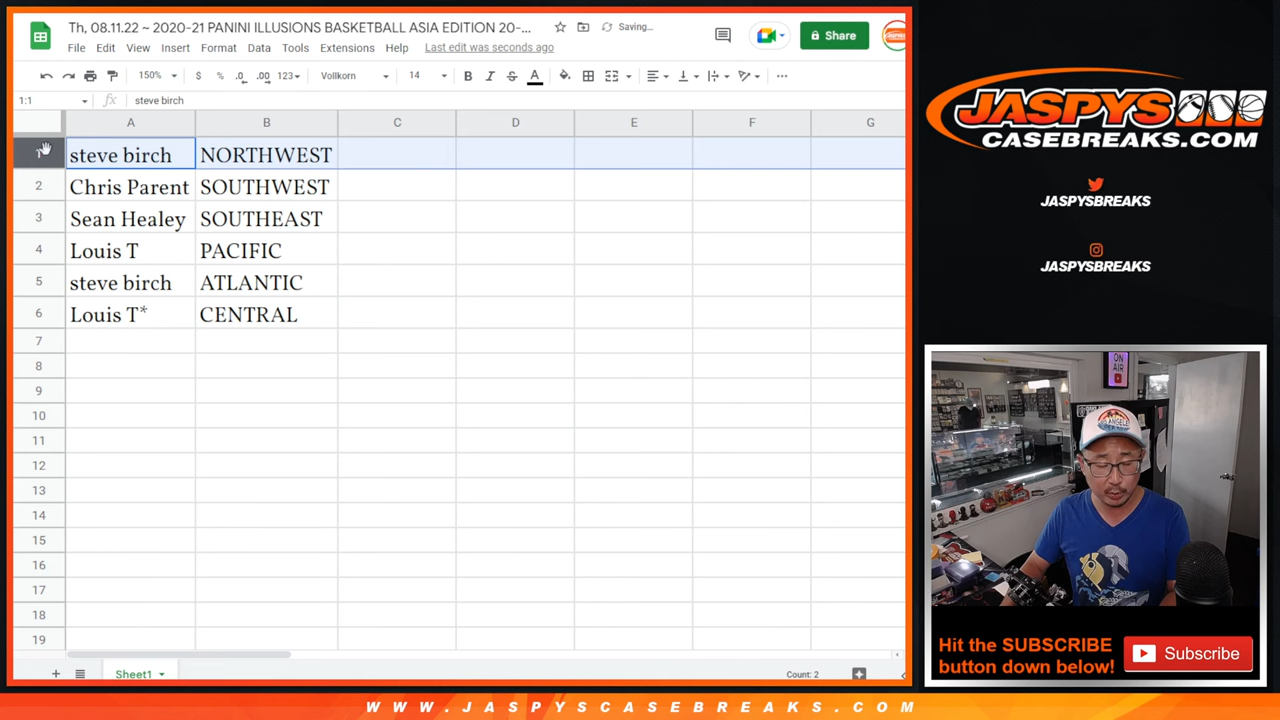 Th, 08.11.22 ~ 2020-21 PANINI ILLUSIONS BASKETBALL ASIA EDITION 20-... Saving...
File Edit View Insert Format Data Tools Extensions Help Last edit was seconds ago
Share
150% $ % .0 .00 123 Vollkorn 14 B I S A
1:1 fx steve birch
A B C D E F G
1 steve birch NORTHWEST
2 Chris Parent SOUTHWEST
3 Sean Healey SOUTHEAST
4 Louis T PACIFIC
5 steve birch ATLANTIC
6 Louis T* CENTRAL
7
8
9
10
11
12
13
14
15
16
17
18
19
+ Sheet1 Count: 2
JASPYS
CASEBREAKS.COM
JASPYSBREAKS
JASPYSBREAKS
ON
AIR
Hit the SUBSCRIBE
button down below!
Subscribe
WWW.JASPYSCASEBREAKS.COM